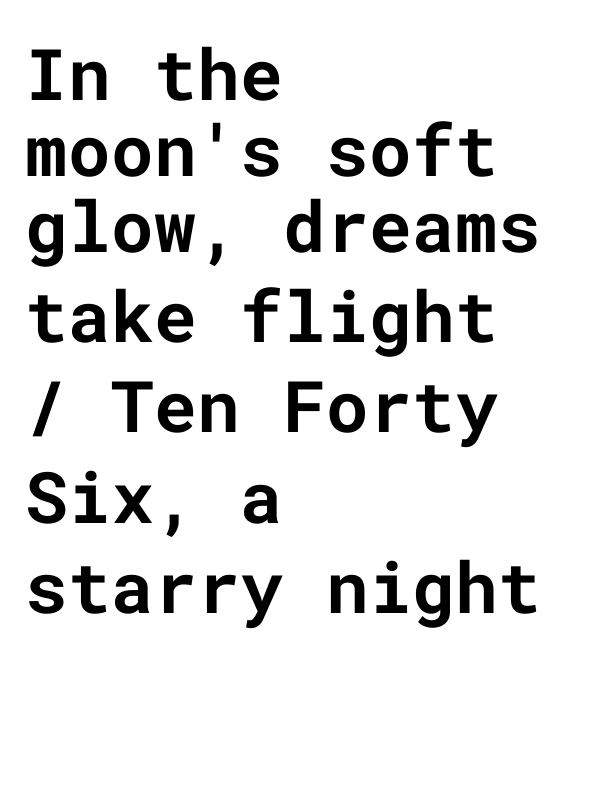 In the
moon's soft
glow, dreams
take flight
/ Ten Forty
Six, a
starry night